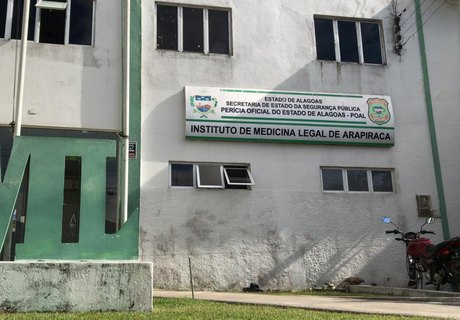 ESTADO DE ALAGOAS
SECRETARIA DE ESTADO DA SEGURANÇA PÚBLICA
PERÍCIA OFICIAL DO ESTADO DE ALAGOAS - POAL
INSTITUTO DE MEDICINA LEGAL DE ARAPIRACA